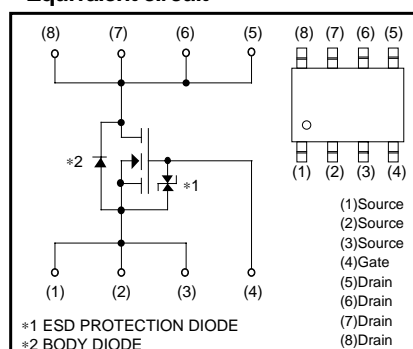 Equivalent circuit
(8) (7) (6) (5)
*2
*1
(1) (2) (3) (4)
*1 ESD PROTECTION DIODE
*2 BODY DIODE
(8) (7) (6) (5)
(1) (2) (3) (4)
(1)Source
(2)Source
(3)Source
(4)Gate
(5)Drain
(6)Drain
(7)Drain
(8)Drain